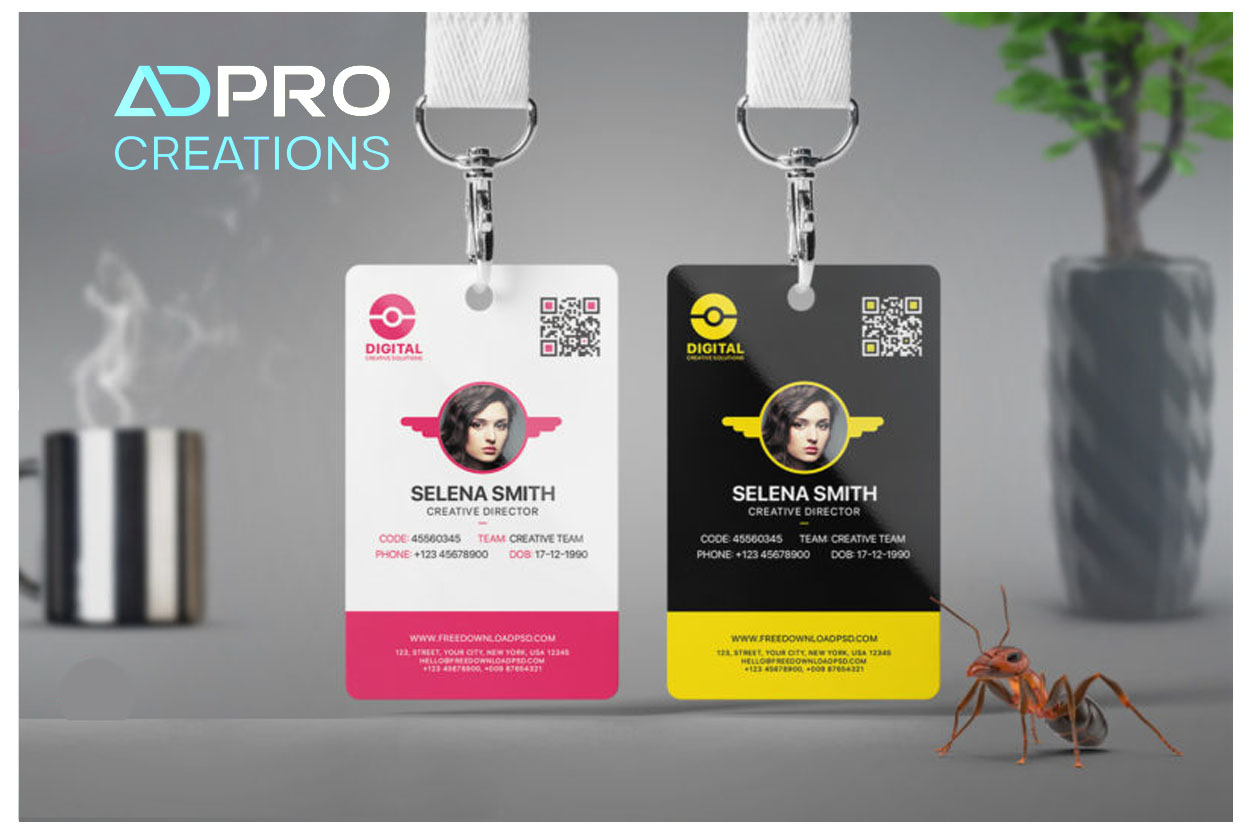 ADPRO
CREATIONS
DIGITAL
CREATIVE SOLUTIONS
SELENA SMITH
CREATIVE DIRECTOR
CODE: 45560345 TEAM: CREATIVE TEAM
PHONE: +123 45678900 DOB: 17-12-1990
WWW.FREEDOWNLOADPSD.COM
123, STREET, YOUR CITY, NEW YORK, USA 12345
HELLO@FREEDOWNLOADPSD.COM
+123 45678900, +009 87654321
DIGITAL
CREATIVE SOLUTIONS
SELENA SMITH
CREATIVE DIRECTOR
CODE: 45560345 TEAM: CREATIVE TEAM
PHONE: +123 45678900 DOB: 17-12-1990
WWW.FREEDOWNLOADPSD.COM
123, STREET, YOUR CITY, NEW YORK, USA 12345
HELLO@FREEDOWNLOADPSD.COM
+123 45678900, +009 87654321